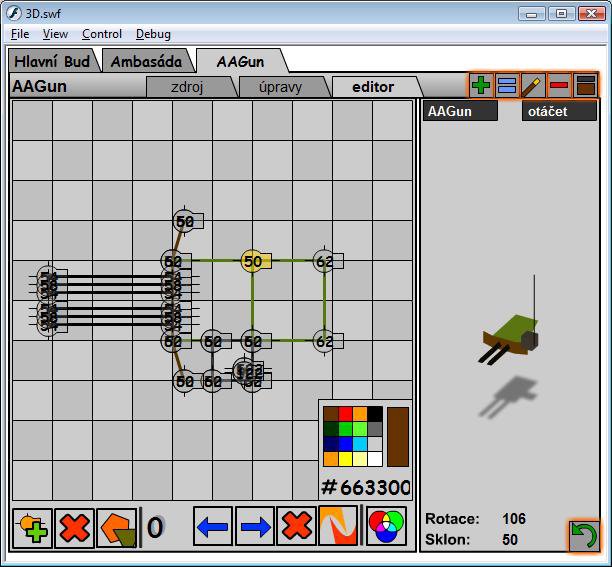 3D.swf
File View Control Debug
Hlavní Bud Ambasáda AAGun
AAGun zdroj úpravy editor
AAGun otáčet
50
50 50 62
50 50 50 62
50 50
#663300
0
Rotace: 106
Sklon: 50